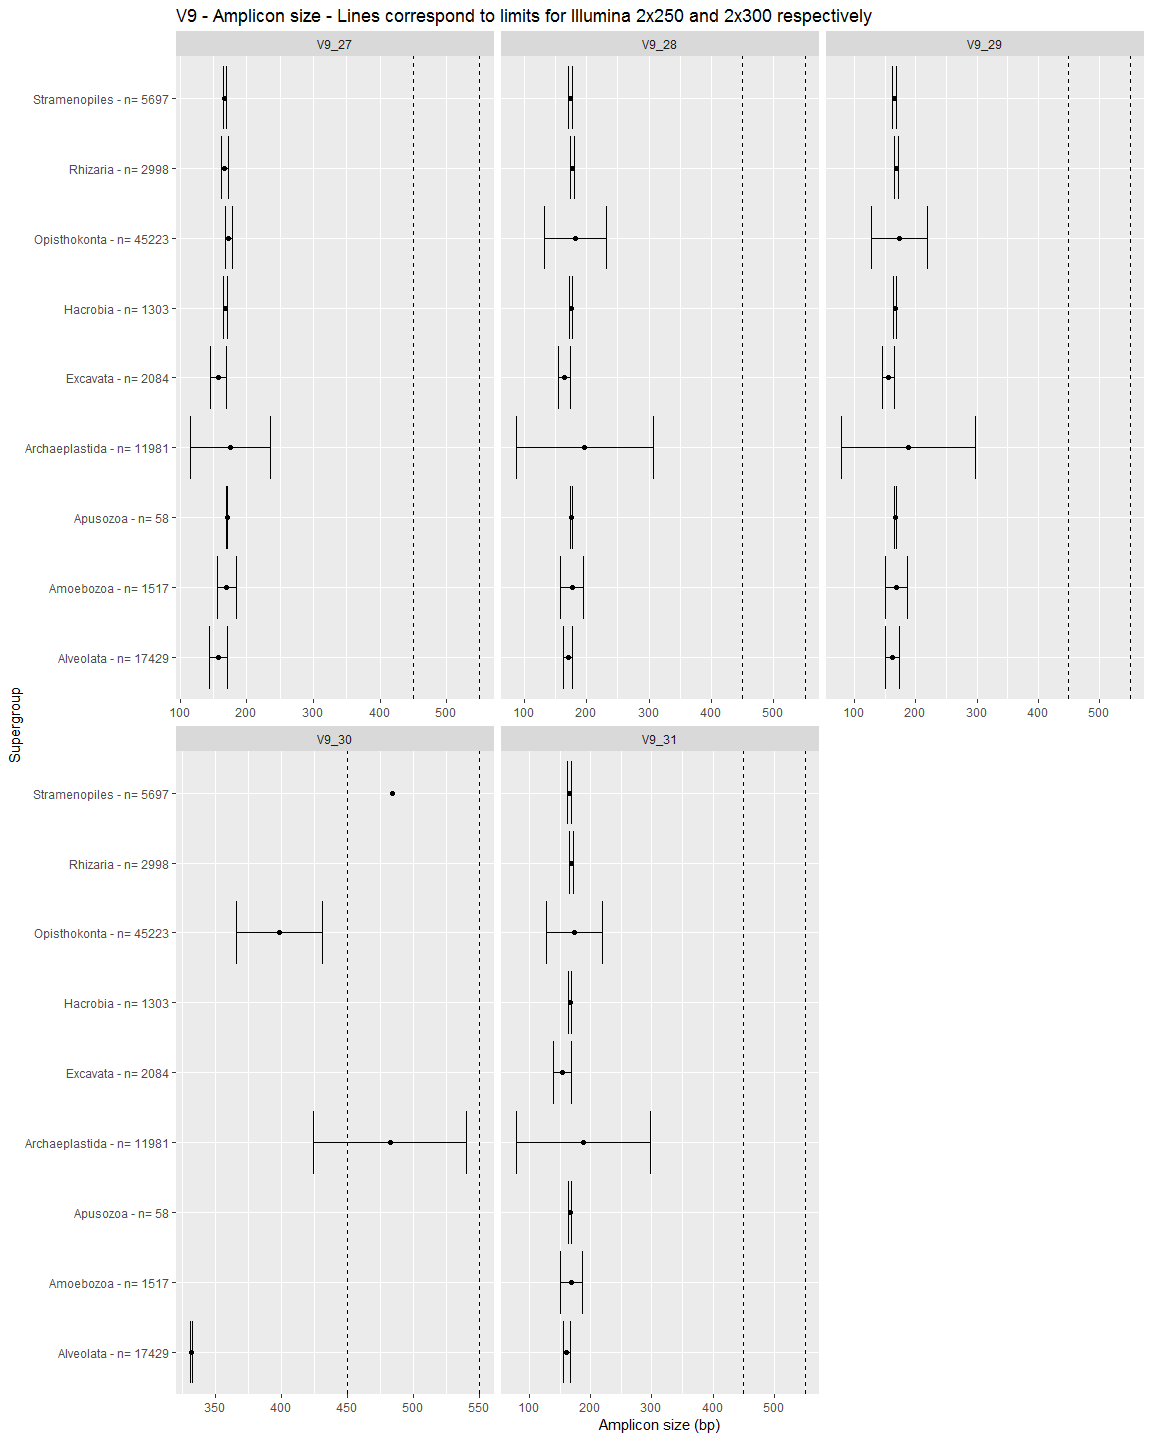 V9 - Amplicon size - Lines correspond to limits for Illumina 2x250 and 2x300 respectively
V9_27 V9_28 V9_29
Stramenopiles - n= 5697
Rhizaria - n= 2998
Opisthokonta - n= 45223
Hacrobia - n= 1303
Excavata - n= 2084
Archaeplastida - n= 11981
Apusozoa - n= 58
Amoebozoa - n= 1517
Alveolata - n= 17429
100 200 300 400 500 100 200 300 400 500 100 200 300 400 500
Supergroup
V9_30 V9_31
Stramenopiles - n= 5697
Rhizaria - n= 2998
Opisthokonta - n= 45223
Hacrobia - n= 1303
Excavata - n= 2084
Archaeplastida - n= 11981
Apusozoa - n= 58
Amoebozoa - n= 1517
Alveolata - n= 17429
350 400 450 500 550 100 200 300 400 500
Amplicon size (bp)